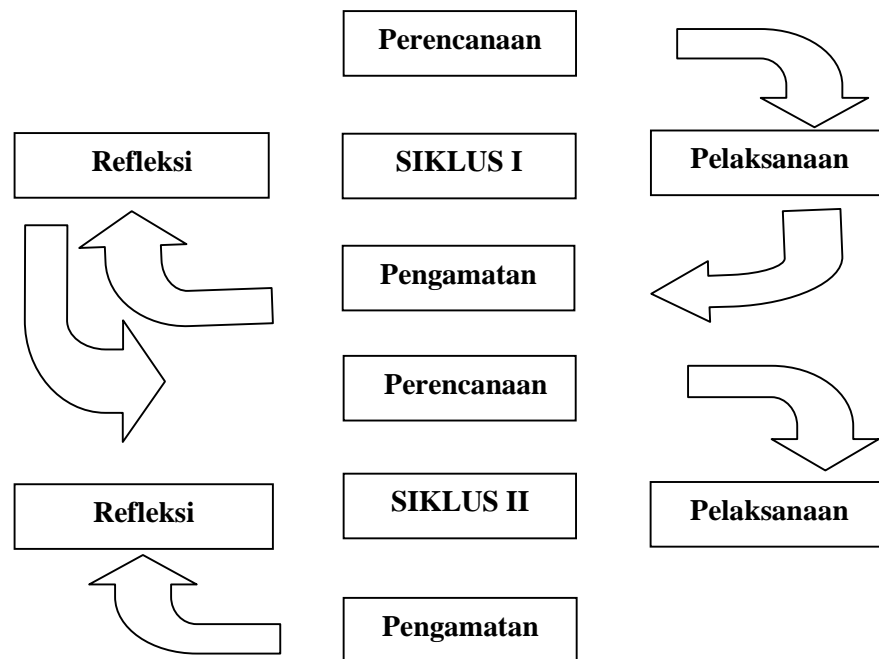 Perencanaan
Refleksi
SIKLUS I
Pelaksanaan
Pengamatan
Perencanaan
Refleksi
SIKLUS II
Pelaksanaan
Pengamatan